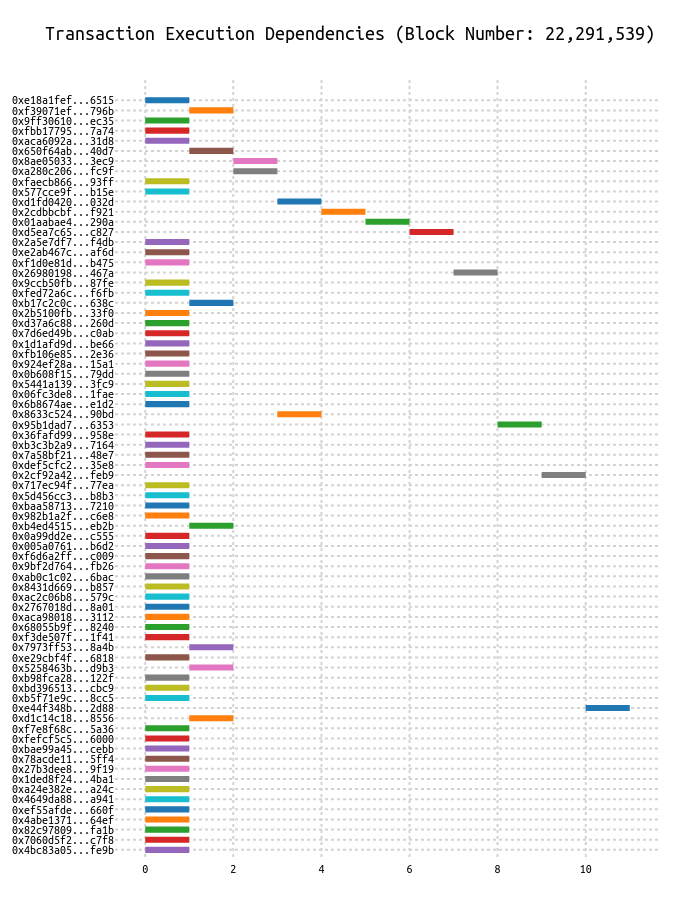 Transaction Execution Dependencies (Block Number: 22,291,539)
0xe18a1fef...6515
0xf39071ef...796b
0x9ff30610...ec35
0xfbb17795...7a74
0xaca6092a...31d8
0x650f64ab...40d7
0x8ae05033...3ec9
0xa280c206...fc9f
0xfaecb866...93ff
0x577cce9f...b15e
0xd1fd0420...032d
0x2cdbbcbf...f921
0x01aabae4...290a
0xd5ea7c65...c827
0x2a5e7df7...f4db
0xe2ab467c...af6d
0xf1d0e81d...b475
0x26980198...467a
0x9ccb50fb...87fe
0xfed72a6c...f6fb
0xb17c2c0c...638c
0x2b5100fb...33f0
0xd37a6c88...260d
0x7d6ed49b...c0ab
0x1d1afd9d...be66
0xfb106e85...2e36
0x924ef28a...15a1
0x0b608f15...79dd
0x5441a139...3fc9
0x06fc3de8...1fae
0x6b8674ae...e1d2
0x8633c524...90bd
0x95b1dad7...6353
0x36fafd99...958e
0xb3c3b2a9...7164
0x7a58bf21...48e7
0xdef5cfc2...35e8
0x2cf92a42...feb9
0x717ec94f...77ea
0x5d456cc3...b8b3
0xbaa58713...7210
0x982b1a2f...c6e8
0xb4ed4515...eb2b
0x0a99dd2e...c555
0x005a0761...b6d2
0xf6d6a2ff...c009
0x9bf2d764...fb26
0xab0c1c02...6bac
0x8431d669...b857
0xac2c06b8...579c
0x2767018d...8a01
0xaca98018...3112
0x68055b9f...8240
0xf3de507f...1f41
0x7973ff53...8a4b
0xe29cbf4f...6818
0x5258463b...d9b3
0xb98fca28...122f
0xbd396513...cbc9
0xb5f71e9c...8cc5
0xe44f348b...2d88
0xd1c14c18...8556
0xf7e8f68c...5a36
0xfefcf5c5...6000
0xbae99a45...cebb
0x78acde11...5ff4
0x27b3dee8...9f19
0x1ded8f24...4ba1
0xa24e382e...a24c
0x4649da88...a941
0xef55afde...660f
0x4abe1371...64ef
0x82c97809...fa1b
0x7060d5f2...c7f8
0x4bc83a05...fe9b
0 2 4 6 8 10